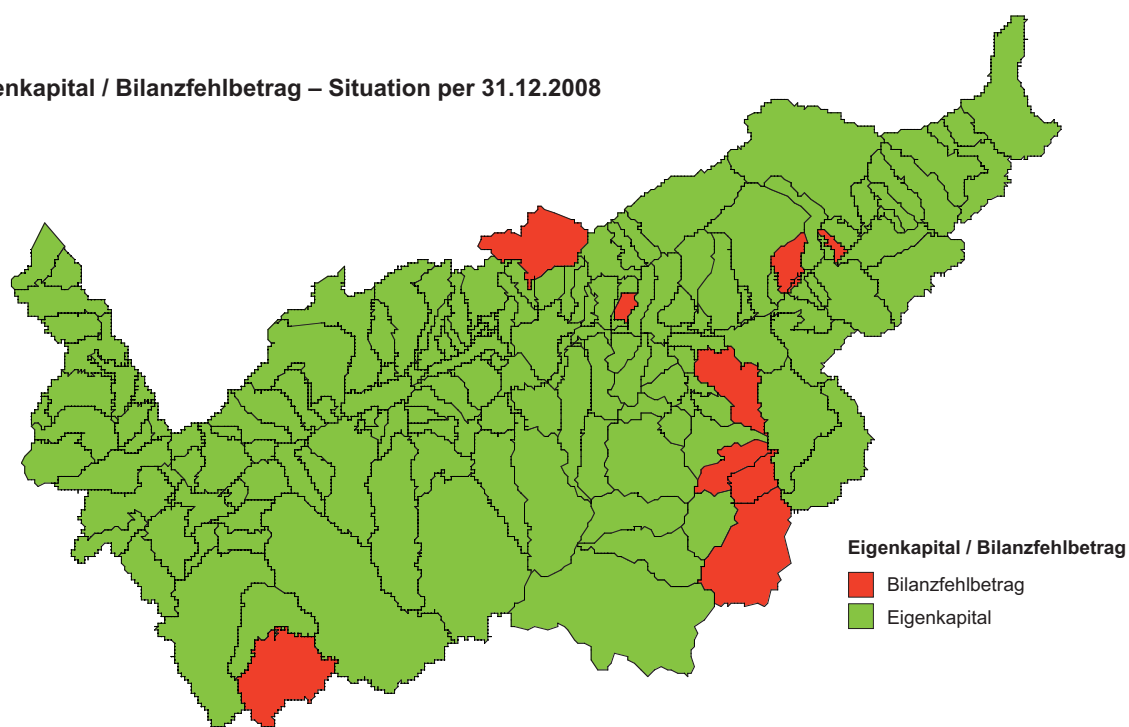 enkapital / Bilanzfehlbetrag – Situation per 31.12.2008
Eigenkapital / Bilanzfehlbetrag
Bilanzfehlbetrag
Eigenkapital